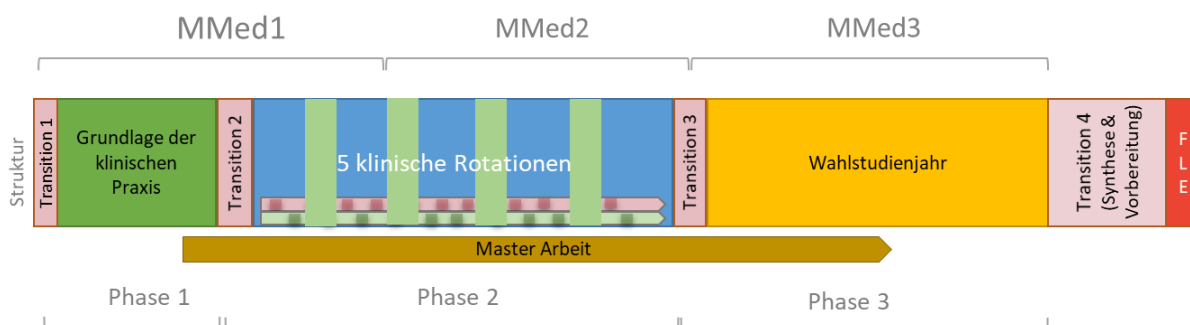 MMed1
MMed2
MMed3
Struktur
Transition 1
Grundlage der
klinischen
Praxis
Transition 2
5 klinische Rotationen
Transition 3
Wahlstudienjahr
Transition 4
(Synthese &
Vorbereitung)
F
L
E
Master Arbeit
Phase 1
Phase 2
Phase 3